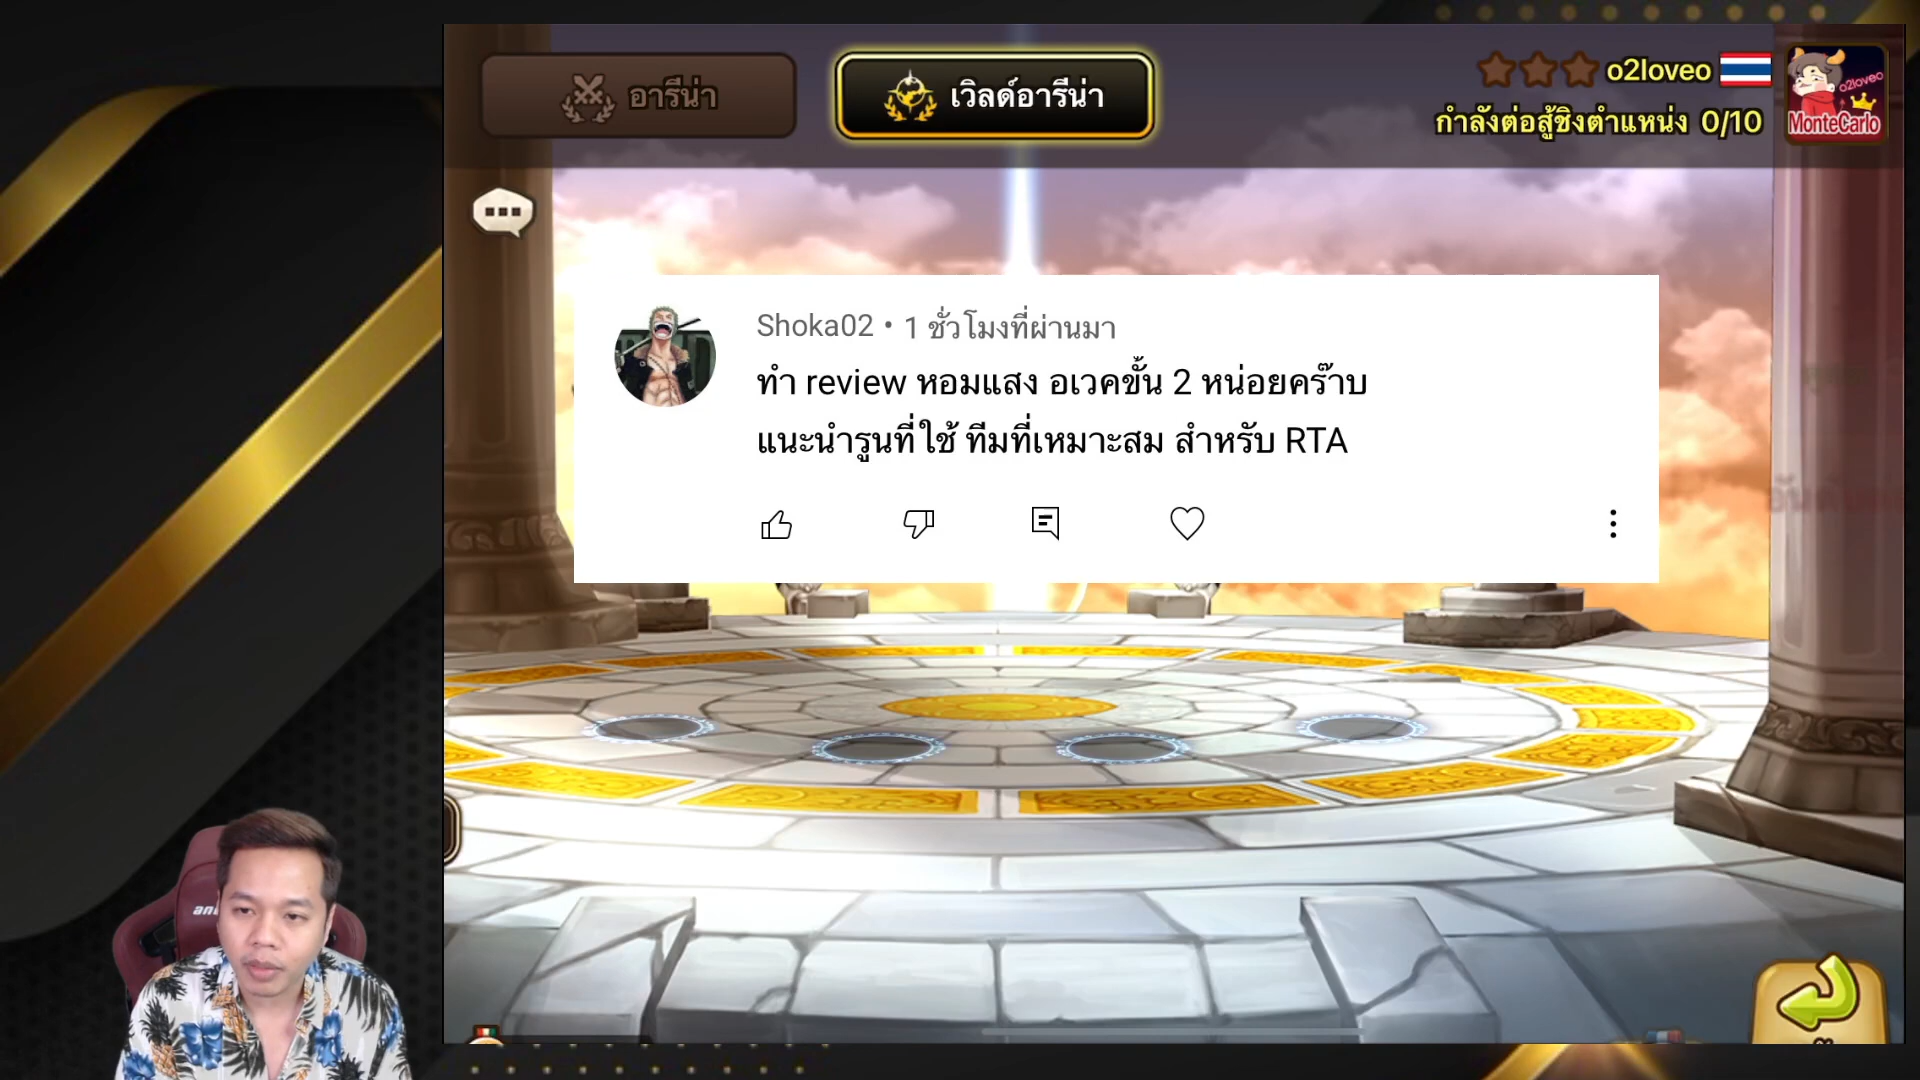 อารีน่า
เวิลด์อารีน่า
o2loveo
กำลังต่อสู้ชิงตำแหน่ง 0/10
o2loveo
MonteCarlo
Shoka02 • 1 ชั่วโมงที่ผ่านมา
ทำ review หอมแสง อเวคขั้น 2 หน่อยคร๊าบ
แนะนำรูนที่ใช้ ทีมที่เหมาะสม สำหรับ RTA